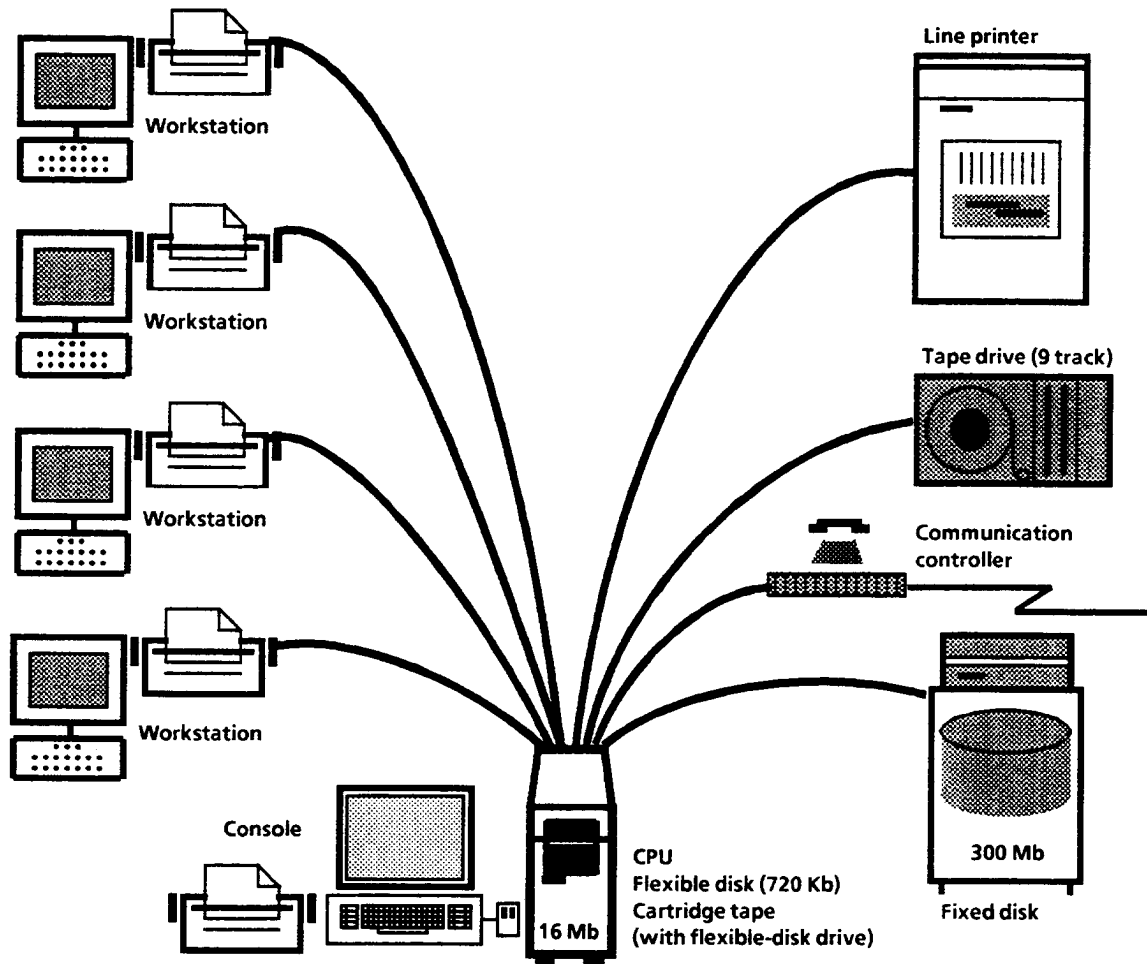 Line printer
Workstation
Workstation
Tape drive (9 track)
Workstation
Communication
controller
Workstation
Console
CPU
Flexible disk (720 Kb)
Cartridge tape
(with flexible-disk drive)
16 Mb
300 Mb
Fixed disk